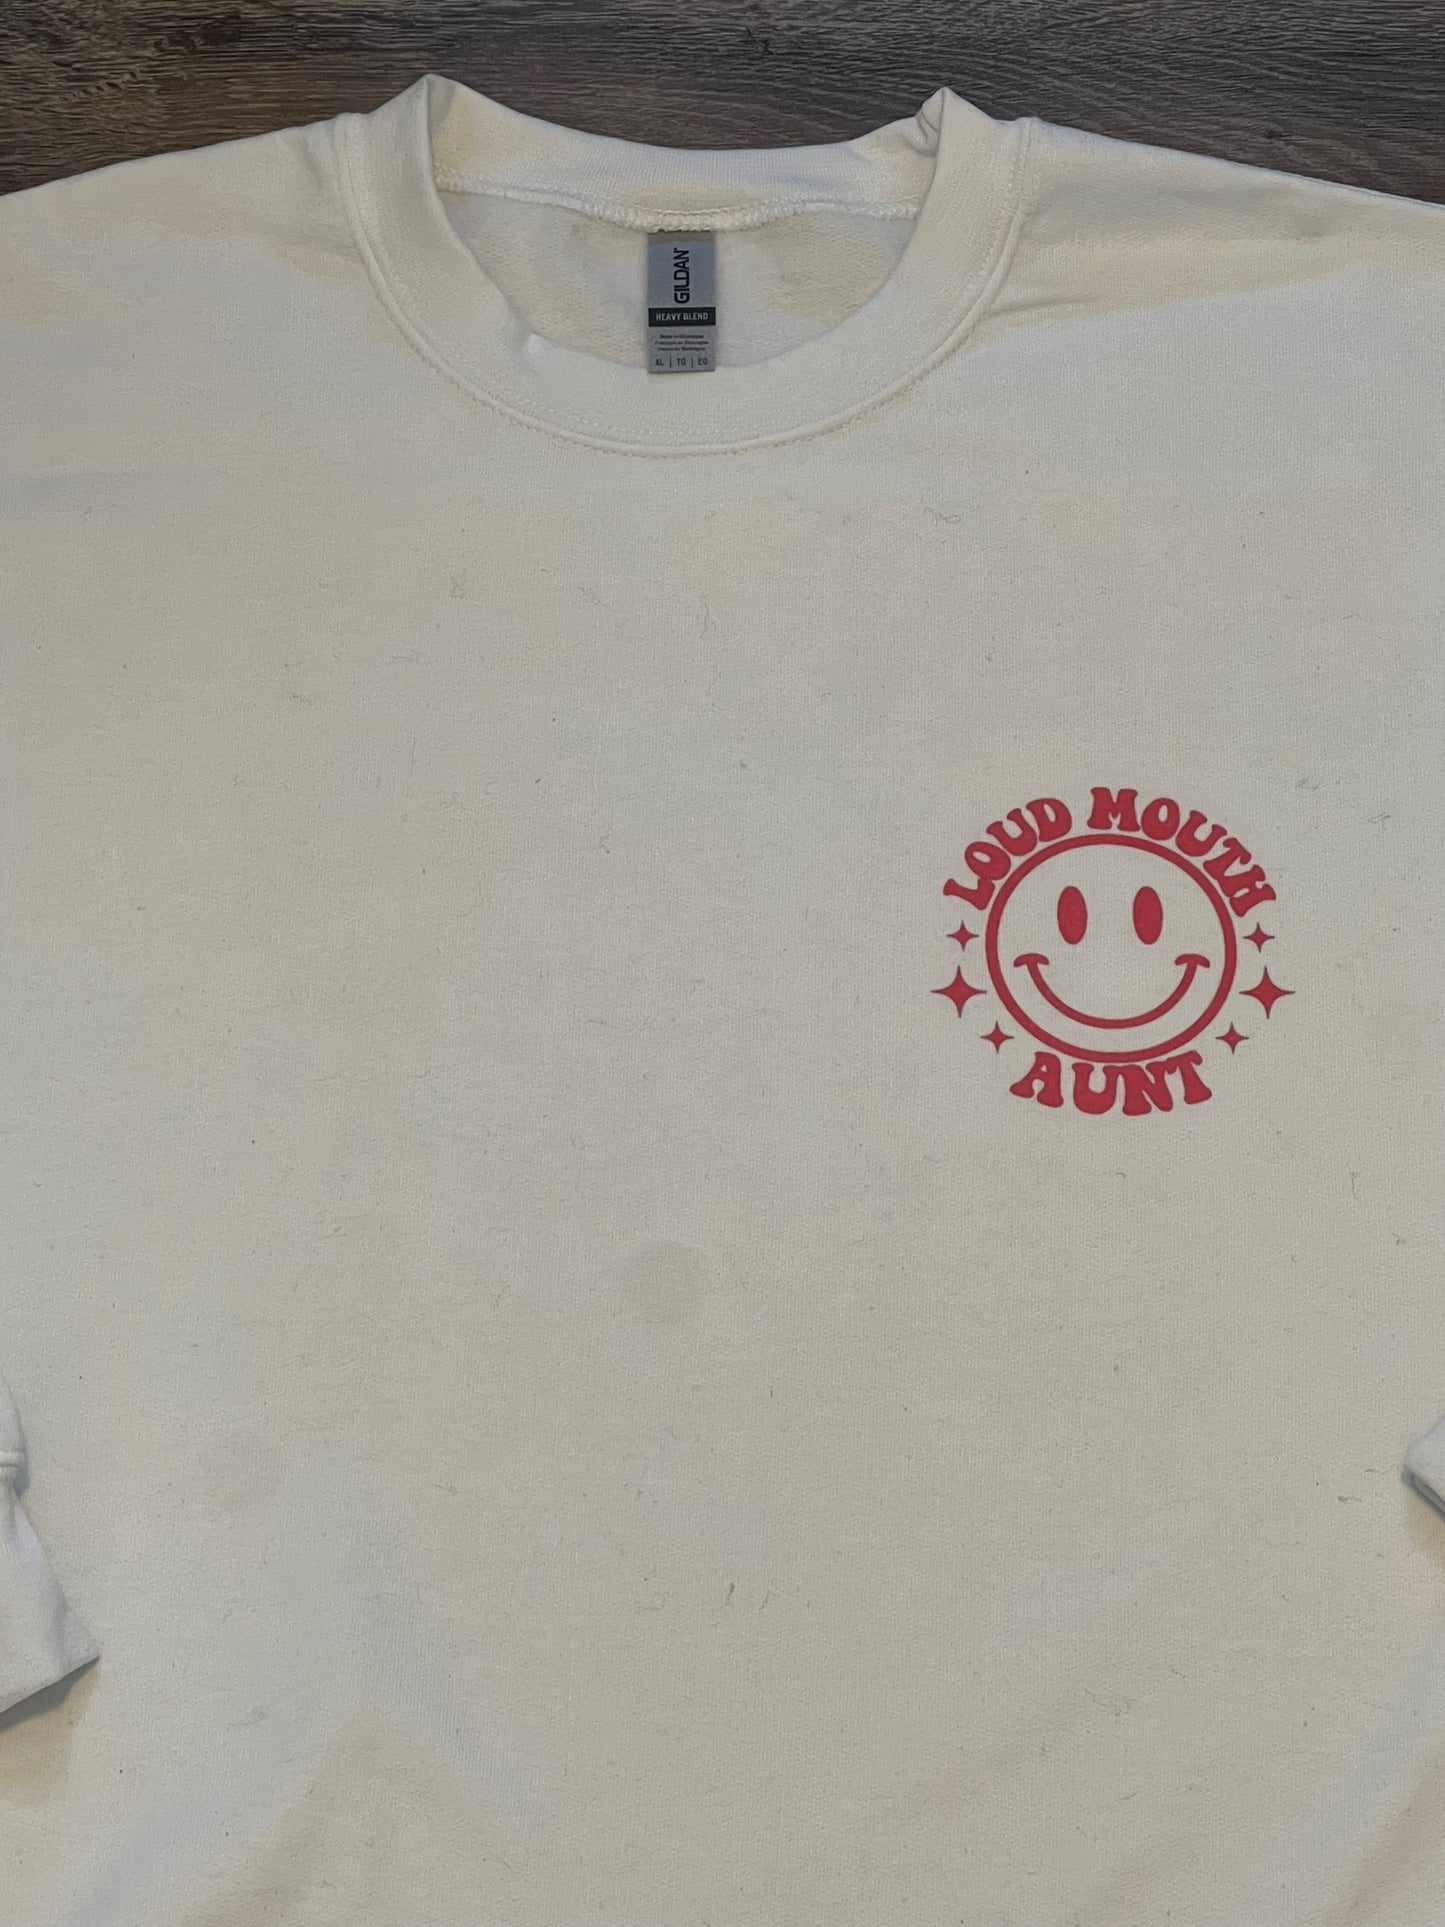 GILDAN
HEAVY BLEND
XL | TG | EG
LOUD MOUTH
AUNT